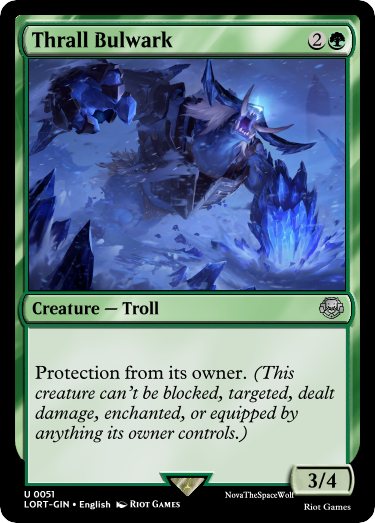 Thrall Bulwark 2
Creature — Troll
Protection from its owner. (This
creature can't be blocked, targeted, dealt
damage, enchanted, or equipped by
anything its owner controls.)
3/4
U 0051
LORT-GIN • English RIOT GAMES
NovaTheSpaceWolf
Riot Games